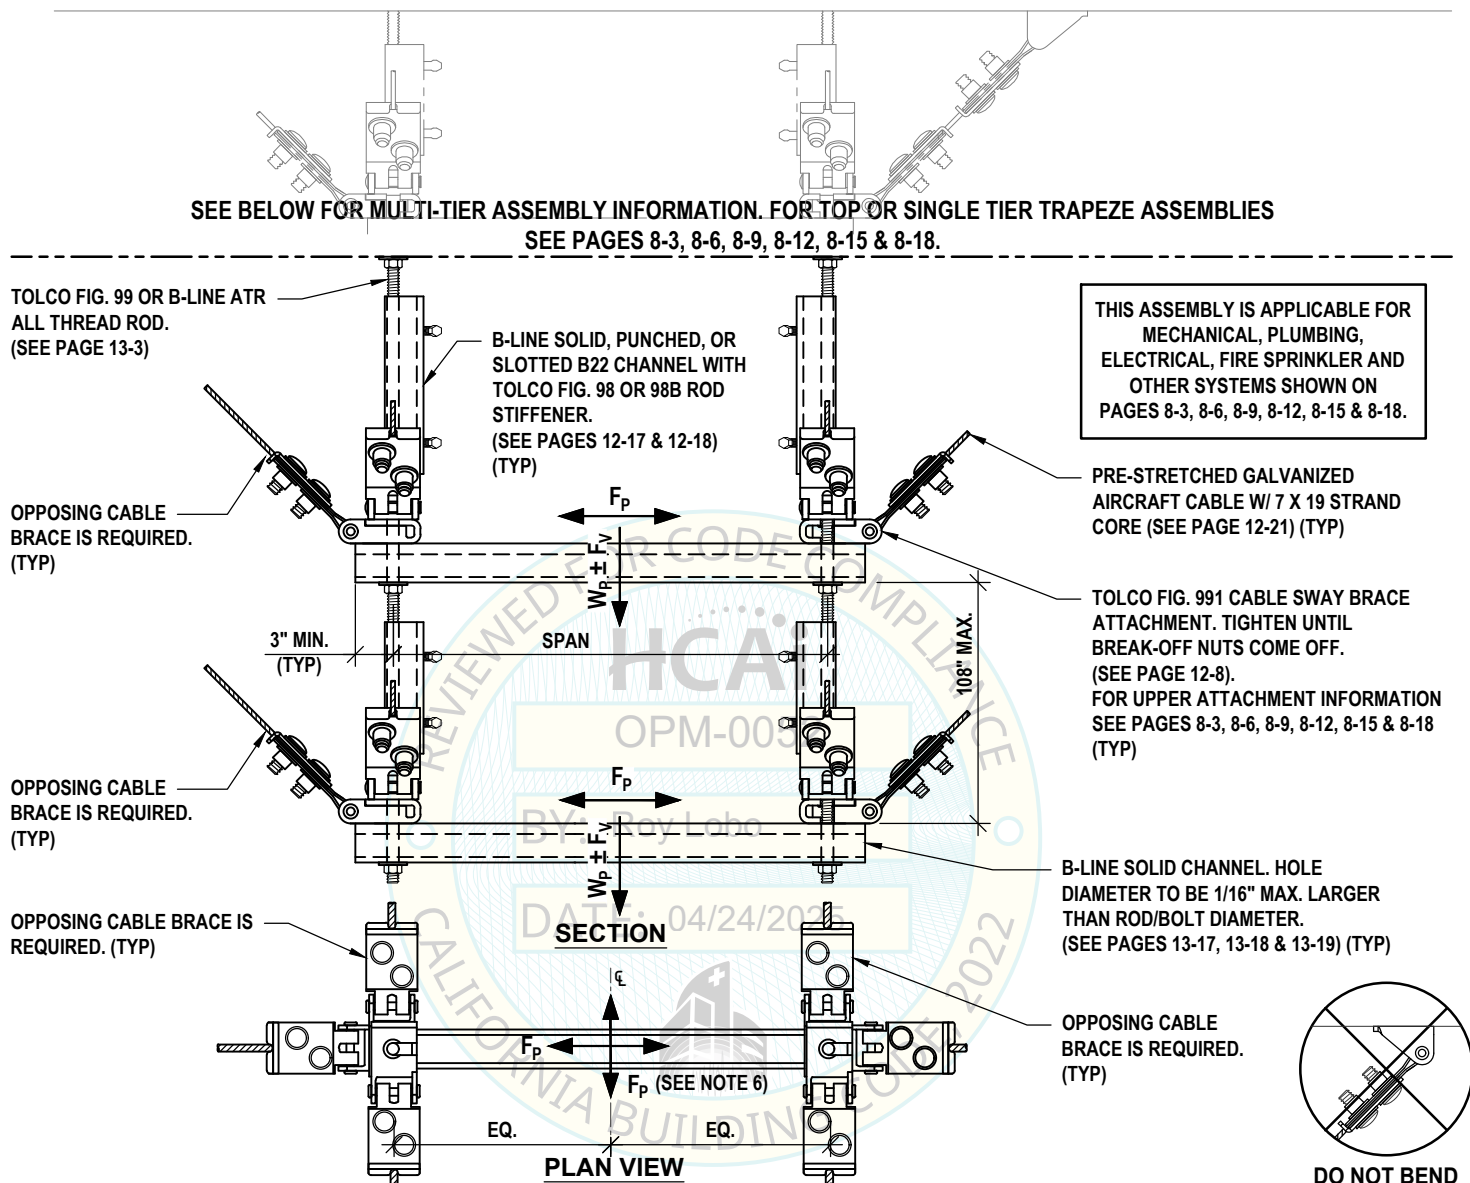 SEE BELOW FOR MULTI-TIER ASSEMBLY INFORMATION. FOR TOP OR SINGLE TIER TRAPEZE ASSEMBLIES
SEE PAGES 8-3, 8-6, 8-9, 8-12, 8-15 & 8-18.
TOLCO FIG. 99 OR B-LINE ATR
ALL THREAD ROD.
(SEE PAGE 13-3)
B-LINE SOLID, PUNCHED, OR
SLOTTED B22 CHANNEL WITH
TOLCO FIG. 98 OR 98B ROD
STIFFENER.
(SEE PAGES 12-17 & 12-18)
(TYP)
THIS ASSEMBLY IS APPLICABLE FOR
MECHANICAL, PLUMBING,
ELECTRICAL, FIRE SPRINKLER AND
OTHER SYSTEMS SHOWN ON
PAGES 8-3, 8-6, 8-9, 8-12, 8-15 & 8-18.
OPPOSING CABLE
BRACE IS REQUIRED.
(TYP)
PRE-STRETCHED GALVANIZED
AIRCRAFT CABLE W/ 7 X 19 STRAND
CORE (SEE PAGE 12-21) (TYP)
FP
WP ± FV
TOLCO FIG. 991 CABLE SWAY BRACE
ATTACHMENT. TIGHTEN UNTIL
BREAK-OFF NUTS COME OFF.
(SEE PAGE 12-8).
FOR UPPER ATTACHMENT INFORMATION
SEE PAGES 8-3, 8-6, 8-9, 8-12, 8-15 & 8-18
(TYP)
3" MIN.
(TYP)
SPAN
108" MAX.
REVIEWED FOR CODE COMPLIANCE
HCAi
OPM-0052
BY: Roy Lobo
DATE: 04/24/2025
CALIFORNIA BUILDING CODE, 2022
OPPOSING CABLE
BRACE IS REQUIRED.
(TYP)
FP
WP ± FV
B-LINE SOLID CHANNEL. HOLE
DIAMETER TO BE 1/16" MAX. LARGER
THAN ROD/BOLT DIAMETER.
(SEE PAGES 13-17, 13-18 & 13-19) (TYP)
SECTION
OPPOSING CABLE BRACE IS
REQUIRED. (TYP)
℄
FP
FP (SEE NOTE 6)
OPPOSING CABLE
BRACE IS REQUIRED.
(TYP)
EQ.
EQ.
PLAN VIEW
DO NOT BEND